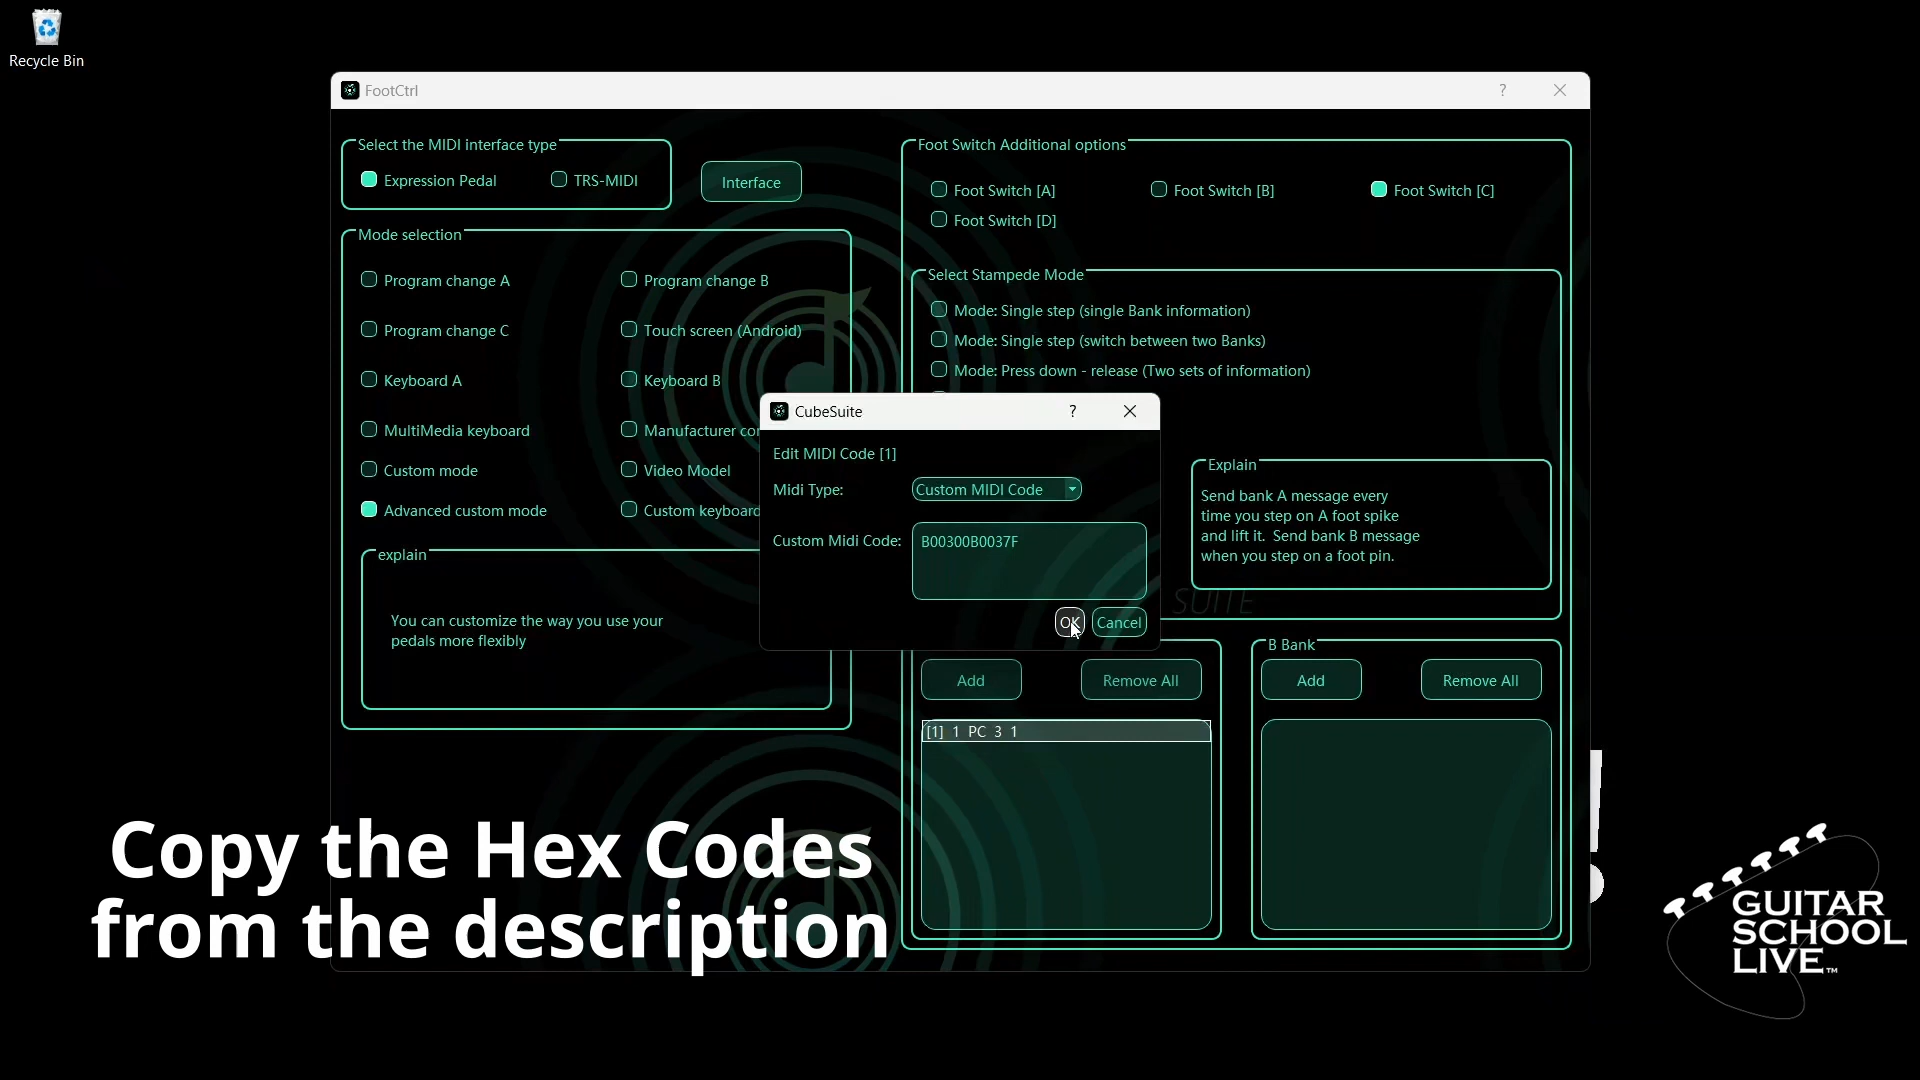 Recycle Bin
FootCtrl
?
Select the MIDI interface type
Expression Pedal
TRS-MIDI
Interface
Mode selection
Program change A
Program change B
Program change C
Touch screen (Android)
Keyboard A
Keyboard B
MultiMedia keyboard
Manufacturer co
Custom mode
Video Model
Advanced custom mode
Custom keyboard
explain
You can customize the way you use your
pedals more flexibly
Foot Switch Additional options
Foot Switch [A]
Foot Switch [B]
Foot Switch [C]
Foot Switch [D]
Select Stampede Mode
Mode: Single step (single Bank information)
Mode: Single step (switch between two Banks)
Mode: Press down - release (Two sets of information)
CubeSuite
?
Edit MIDI Code [1]
Midi Type:
Custom MIDI Code
Custom Midi Code:
B00300B0037F
OK
Cancel
Explain
Send bank A message every
time you step on A foot spike
and lift it. Send bank B message
when you step on a foot pin.
SUITE
Add
Remove All
[1] 1 PC 3 1
B Bank
Add
Remove All
Copy the Hex Codes
from the description
GUITAR
SCHOOL
LIVE™